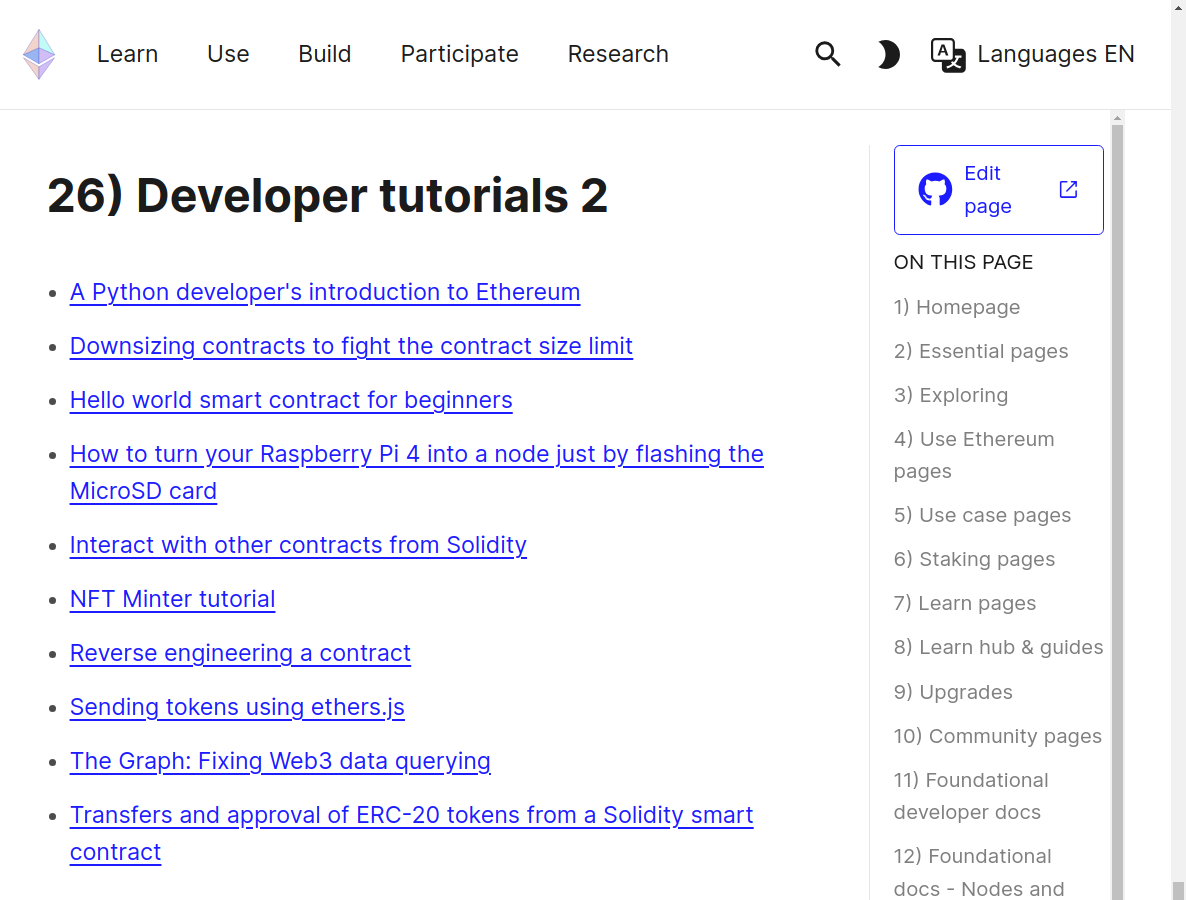 Learn Use Build Participate Research Languages EN
26) Developer tutorials 2
A Python developer's introduction to Ethereum
Downsizing contracts to fight the contract size limit
Hello world smart contract for beginners
How to turn your Raspberry Pi 4 into a node just by flashing the
MicroSD card
Interact with other contracts from Solidity
NFT Minter tutorial
Reverse engineering a contract
Sending tokens using ethers.js
The Graph: Fixing Web3 data querying
Transfers and approval of ERC-20 tokens from a Solidity smart
contract
Edit
page
ON THIS PAGE
1) Homepage
2) Essential pages
3) Exploring
4) Use Ethereum
pages
5) Use case pages
6) Staking pages
7) Learn pages
8) Learn hub & guides
9) Upgrades
10) Community pages
11) Foundational
developer docs
12) Foundational
docs - Nodes and